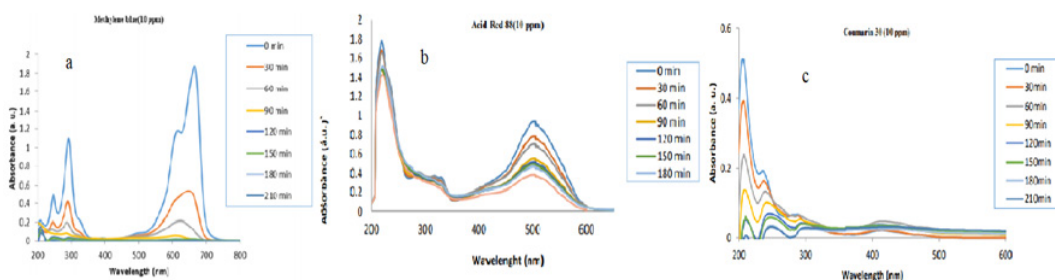 Methylene blue(10 ppm)
a
Absorbance (a. u.)
2
1.8
1.6
1.4
1.2
1
0.8
0.6
0.4
0.2
0
200 300 400 500 600 700 800
Wavelength (nm)
0 min
30 min
60 min
90 min
120 min
150 min
180 min
210 min
Acid Red 88(10 ppm)
b
Absorbance (a.u.)
2
1.8
1.6
1.4
1.2
1
0.8
0.6
0.4
0.2
0
200 300 400 500 600
Wavelenght (nm)
0 min
30 min
60 min
90 min
120 min
150 min
180 min
Coumarin 30 (10 ppm)
c
Absorbance (a. u.)
0.6
0.4
0.2
0
200 300 400 500 600
Wavelength (nm)
0 min
30min
60 min
90min
120min
150min
180min
210min